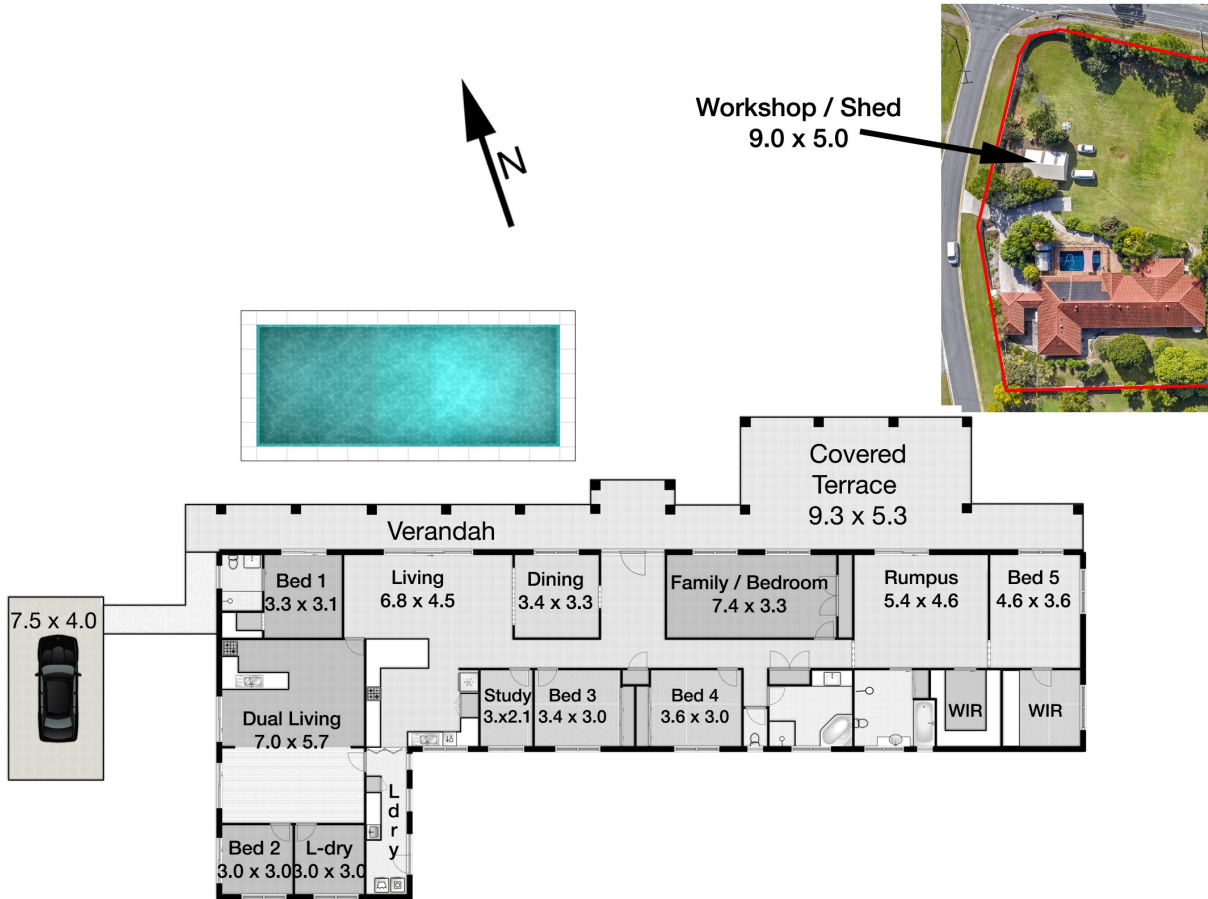 Workshop / Shed
9.0 x 5.0
N
Covered
Terrace
9.3 x 5.3
Verandah
7.5 x 4.0
Bed 1
3.3 x 3.1
Living
6.8 x 4.5
Dining
3.4 x 3.3
Family / Bedroom
7.4 x 3.3
Rumpus
5.4 x 4.6
Bed 5
4.6 x 3.6
Dual Living
7.0 x 5.7
Study
3.x2.1
Bed 3
3.4 x 3.0
Bed 4
3.6 x 3.0
WIR
WIR
Ldry
Bed 2
3.0 x 3.0
L-dry
3.0 x 3.0